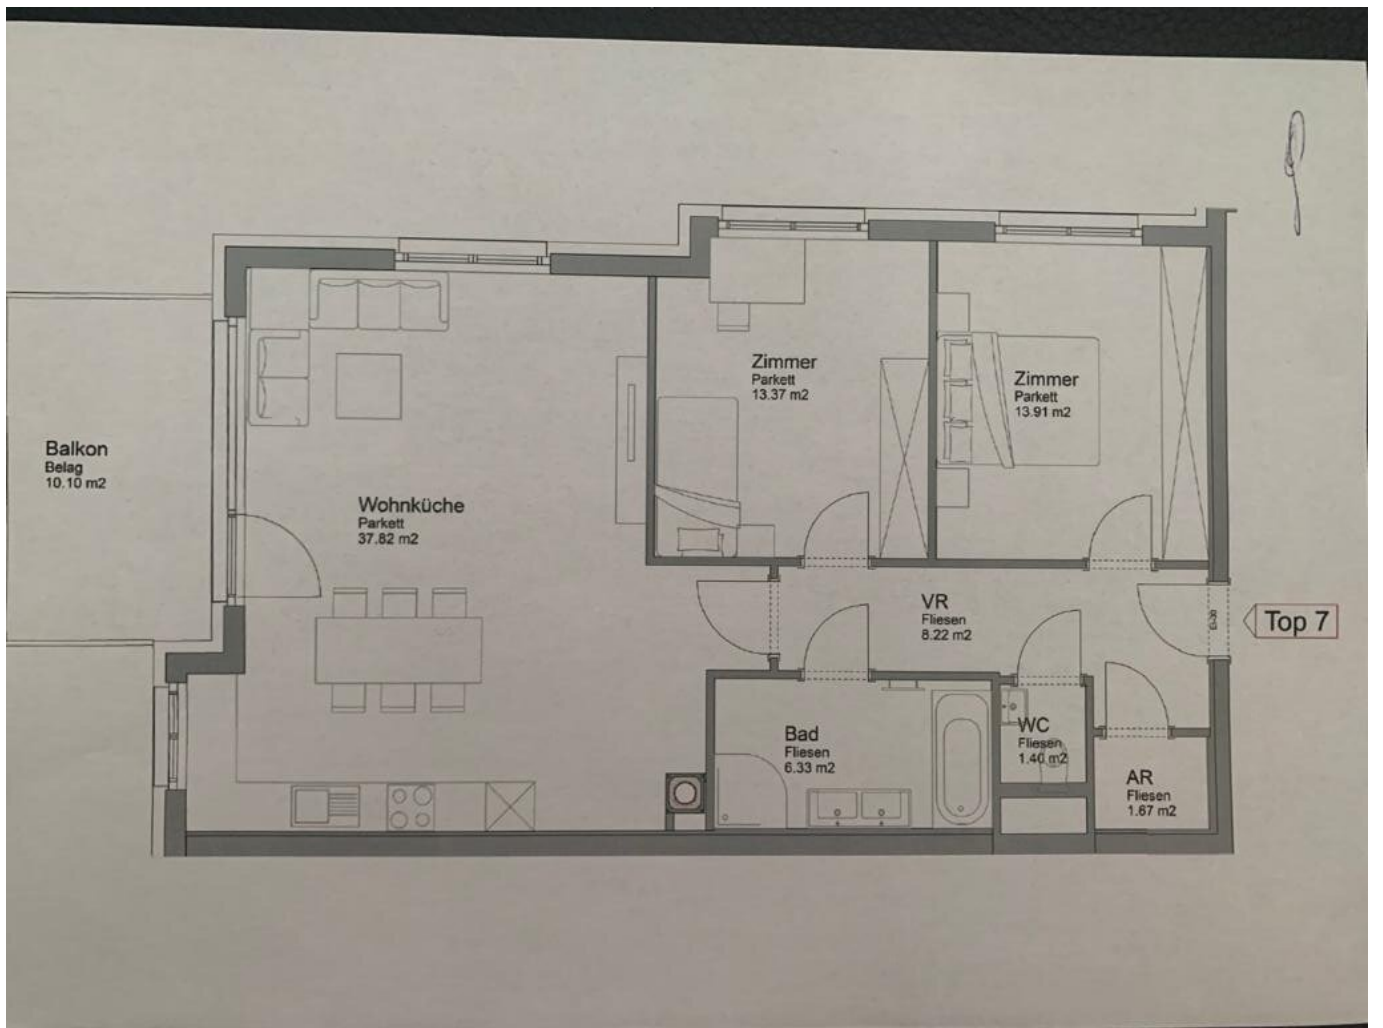 Zimmer
Parkett
13.37 m2
Zimmer
Parkett
13.91 m2
Balkon
Belag
10.10 m2
Wohnküche
Parkett
37.82 m2
VR
Fliesen
8.22 m2
EI-30
Top 7
Bad
Fliesen
6.33 m2
WC
Fliesen
1.40 m2
AR
Fliesen
1.67 m2